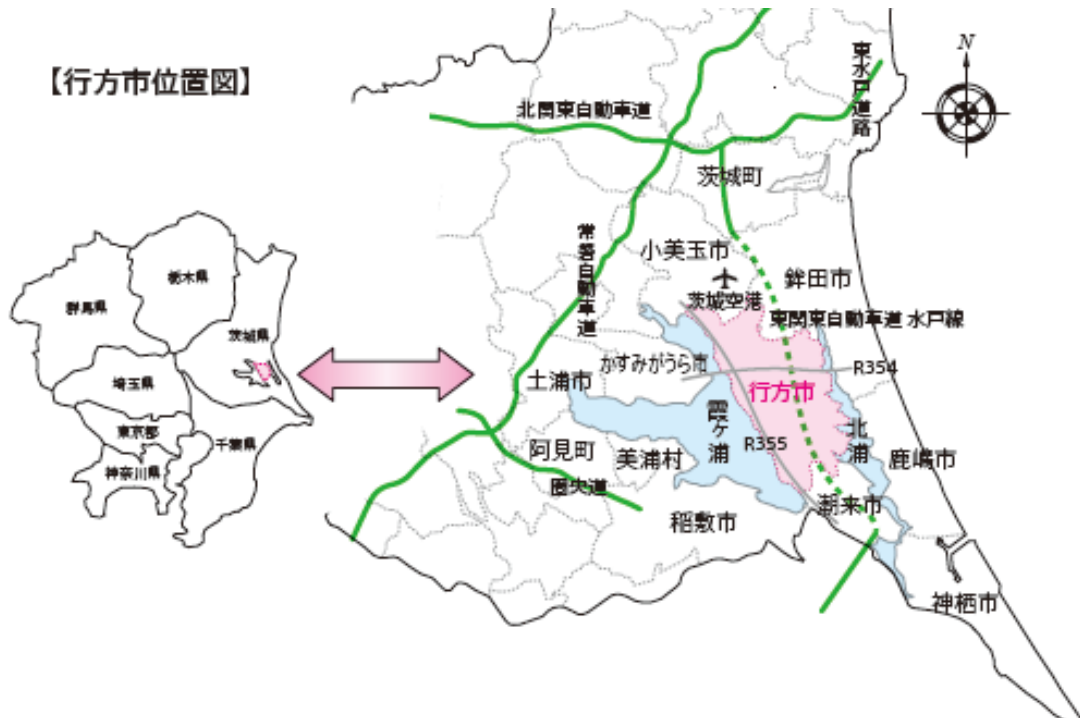 【行方市位置図】
N
東水戸道路
北関東自動車道
茨城町
常磐自動車道
小美玉市
鉾田市
茨城空港
東関東自動車道 水戸線
かすみがうら市
R354
土浦市
行方市
霞ヶ浦
北浦
R355
阿見町
美浦村
鹿嶋市
圏央道
潮来市
稲敷市
神栖市
栃木県
群馬県
茨城県
埼玉県
東京都
千葉県
神奈川県